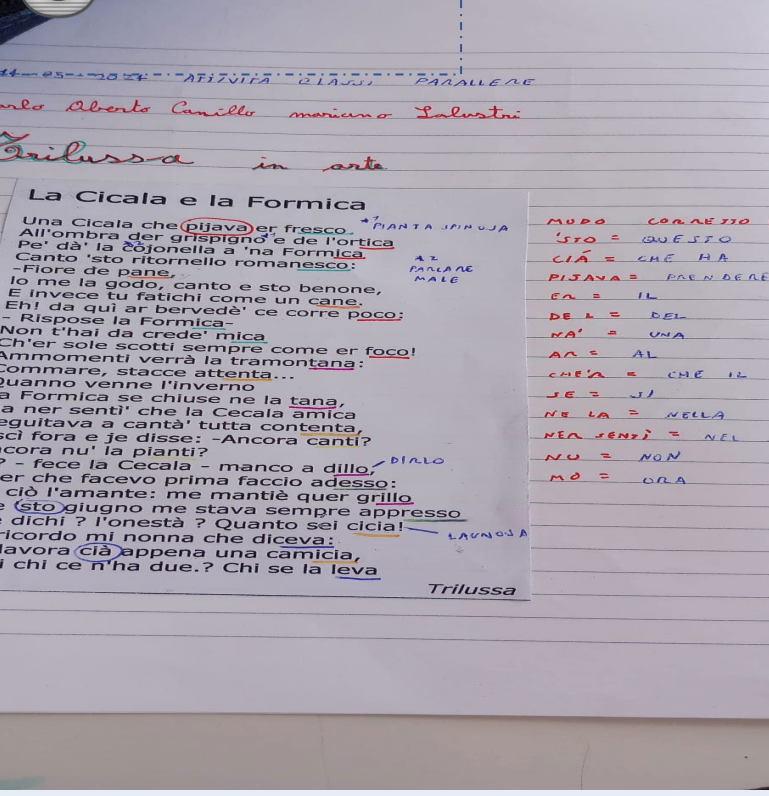 14-05-2024 ATTIVITÀ CLASSI PARALLELE
Alberto Camillo mariano Salustri
Trilussa in arte
La Cicala e la Formica
Una Cicala che pijava er fresco *1 PIANTA SPINOSA
All'ombra der grispigno e de l'ortica
Pe' dà' la cojonella a 'na Formica
Canto 'sto ritornello romanesco: *2 PARLARE MALE
-Fiore de pane,
Io me la godo, canto e sto benone,
E invece tu fatichi come un cane.
Eh! da quì ar bervedè' ce corre poco:
- Rispose la Formica-
Non t'hai da crede' mica
Ch'er sole scotti sempre come er foco!
Ammomenti verrà la tramontana:
Commare, stacce attenta...
Quanno venne l'inverno
a Formica se chiuse ne la tana,
a ner sentì' che la Cecala amica
eguitava a cantà' tutta contenta,
scì fora e je disse: -Ancora canti?
cora nu' la pianti?
? - fece la Cecala - manco a dillo, DIRLO
er che facevo prima faccio adesso:
ciò l'amante: me mantiè quer grillo
e 'sto giugno me stava sempre appresso
dichi ? l'onestà ? Quanto sei cicia! LAGNOSA
ricordo mi nonna che diceva:
lavora cià appena una camicia,
i chi ce n'ha due.? Chi se la leva
Trilussa
MODO CORRETTO
'STO = QUESTO
CIÀ = CHE HA
PIJAVA = PRENDERE
ER = IL
DE L = DEL
NA' = UNA
AR = AL
CHE'R = CHE IL
SE = SI
NE LA = NELLA
NER SENTÌ = NEL
NU = NON
MO = ORA